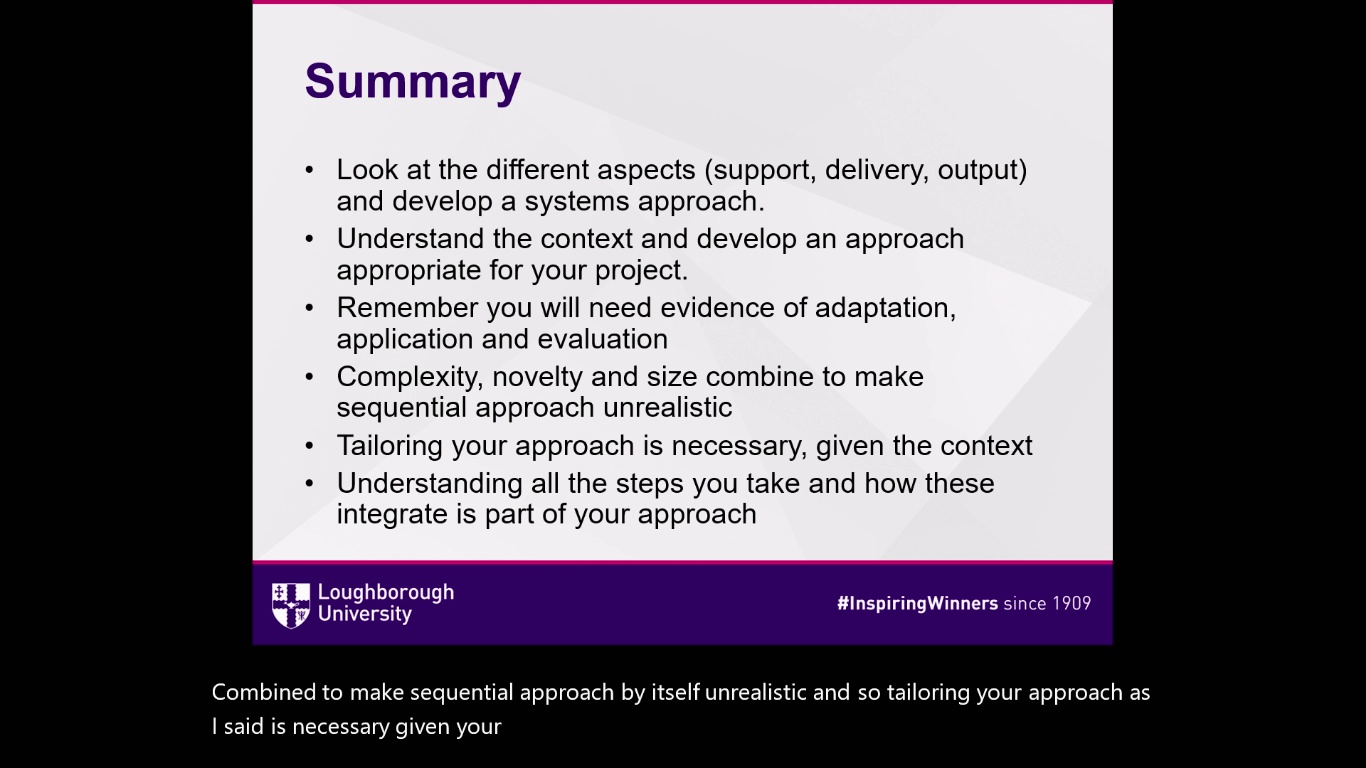 Summary
• Look at the different aspects (support, delivery, output)
and develop a systems approach.
• Understand the context and develop an approach
appropriate for your project.
• Remember you will need evidence of adaptation,
application and evaluation
• Complexity, novelty and size combine to make
sequential approach unrealistic
• Tailoring your approach is necessary, given the context
• Understanding all the steps you take and how these
integrate is part of your approach
Loughborough
University
#InspiringWinners since 1909
Combined to make sequential approach by itself unrealistic and so tailoring your approach as
I said is necessary given your